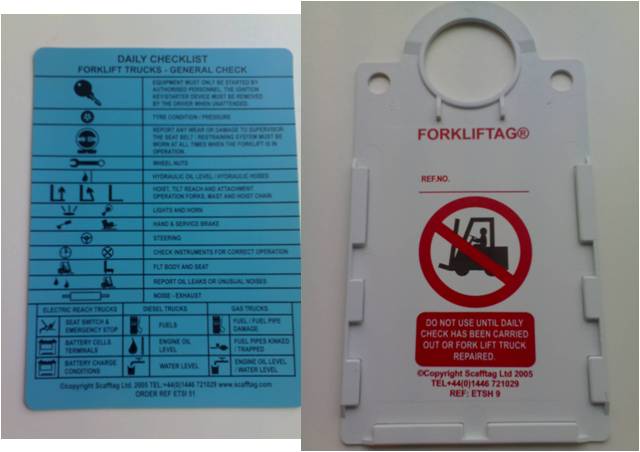 DAILY CHECKLIST
FORKLIFT TRUCKS - GENERAL CHECK
EQUIPMENT MUST ONLY BE STARTED BY
AUTHORISED PERSONNEL. THE IGNITION
KEY/STARTER DEVICE MUST BE REMOVED
BY THE DRIVER WHEN UNATTENDED.
TYRE CONDITION / PRESSURE
REPORT ANY WEAR OR DAMAGE TO SUPERVISOR.
THE SEAT BELT / RESTRAINING SYSTEM MUST BE
WORN AT ALL TIMES WHEN THE FORKLIFT IS IN
OPERATION.
WHEEL NUTS
HYDRAULIC OIL LEVEL / HYDRAULIC HOSES
HOIST, TILT REACH AND ATTACHMENT
OPERATION FORKS, MAST AND HOIST CHAIN
LIGHTS AND HORN
HAND & SERVICE BRAKE
STEERING
CHECK INSTRUMENTS FOR CORRECT OPERATION
FLT BODY AND SEAT
REPORT OIL LEAKS OR UNUSUAL NOISES
NOISE - EXHAUST
ELECTRIC REACH TRUCKS
DIESEL TRUCKS
GAS TRUCKS
SEAT SWITCH &
EMERGENCY STOP
FUELS
FUEL / FUEL PIPE
DAMAGE
BATTERY CELLS
TERMINALS
ENGINE OIL
LEVEL
FUEL PIPES KINKED
/ TRAPPED
BATTERY CHARGE
CONDITIONS
WATER LEVEL
ENGINE OIL LEVEL
/ WATER LEVEL
©Copyright Scafftag Ltd. 2005 TEL:+44(0)1446 721029 www.scafftag.com
ORDER REF ETSI 51
FORKLIFTAG®
REF.NO.
DO NOT USE UNTIL DAILY
CHECK HAS BEEN CARRIED
OUT OR FORK LIFT TRUCK
REPAIRED.
©Copyright Scafftag Ltd 2005
TEL+44(0)1446 721029
REF: ETSH 9